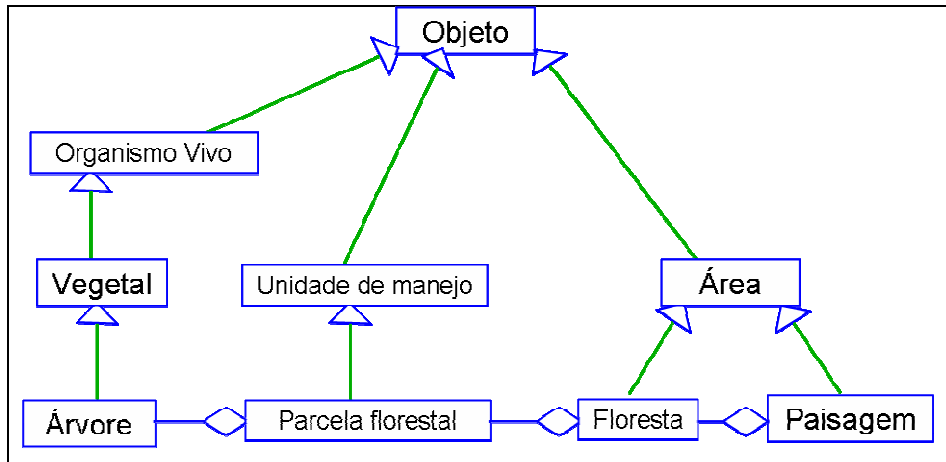 Objeto
Organismo Vivo
Vegetal
Unidade de manejo
Área
Árvore
Parcela florestal
Floresta
Paisagem